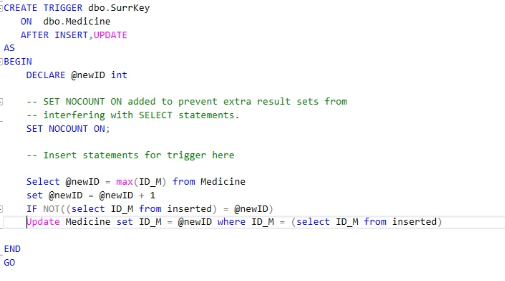 CREATE TRIGGER dbo.SurrKey
ON dbo.Medicine
AFTER INSERT,UPDATE
AS
BEGIN
DECLARE @newID int
-- SET NOCOUNT ON added to prevent extra result sets from
-- interfering with SELECT statements.
SET NOCOUNT ON;
-- Insert statements for trigger here
Select @newID = max(ID_M) from Medicine
set @newID = @newID + 1
IF NOT((select ID_M from inserted) = @newID)
Update Medicine set ID_M = @newID where ID_M = (select ID_M from inserted)
END
GO